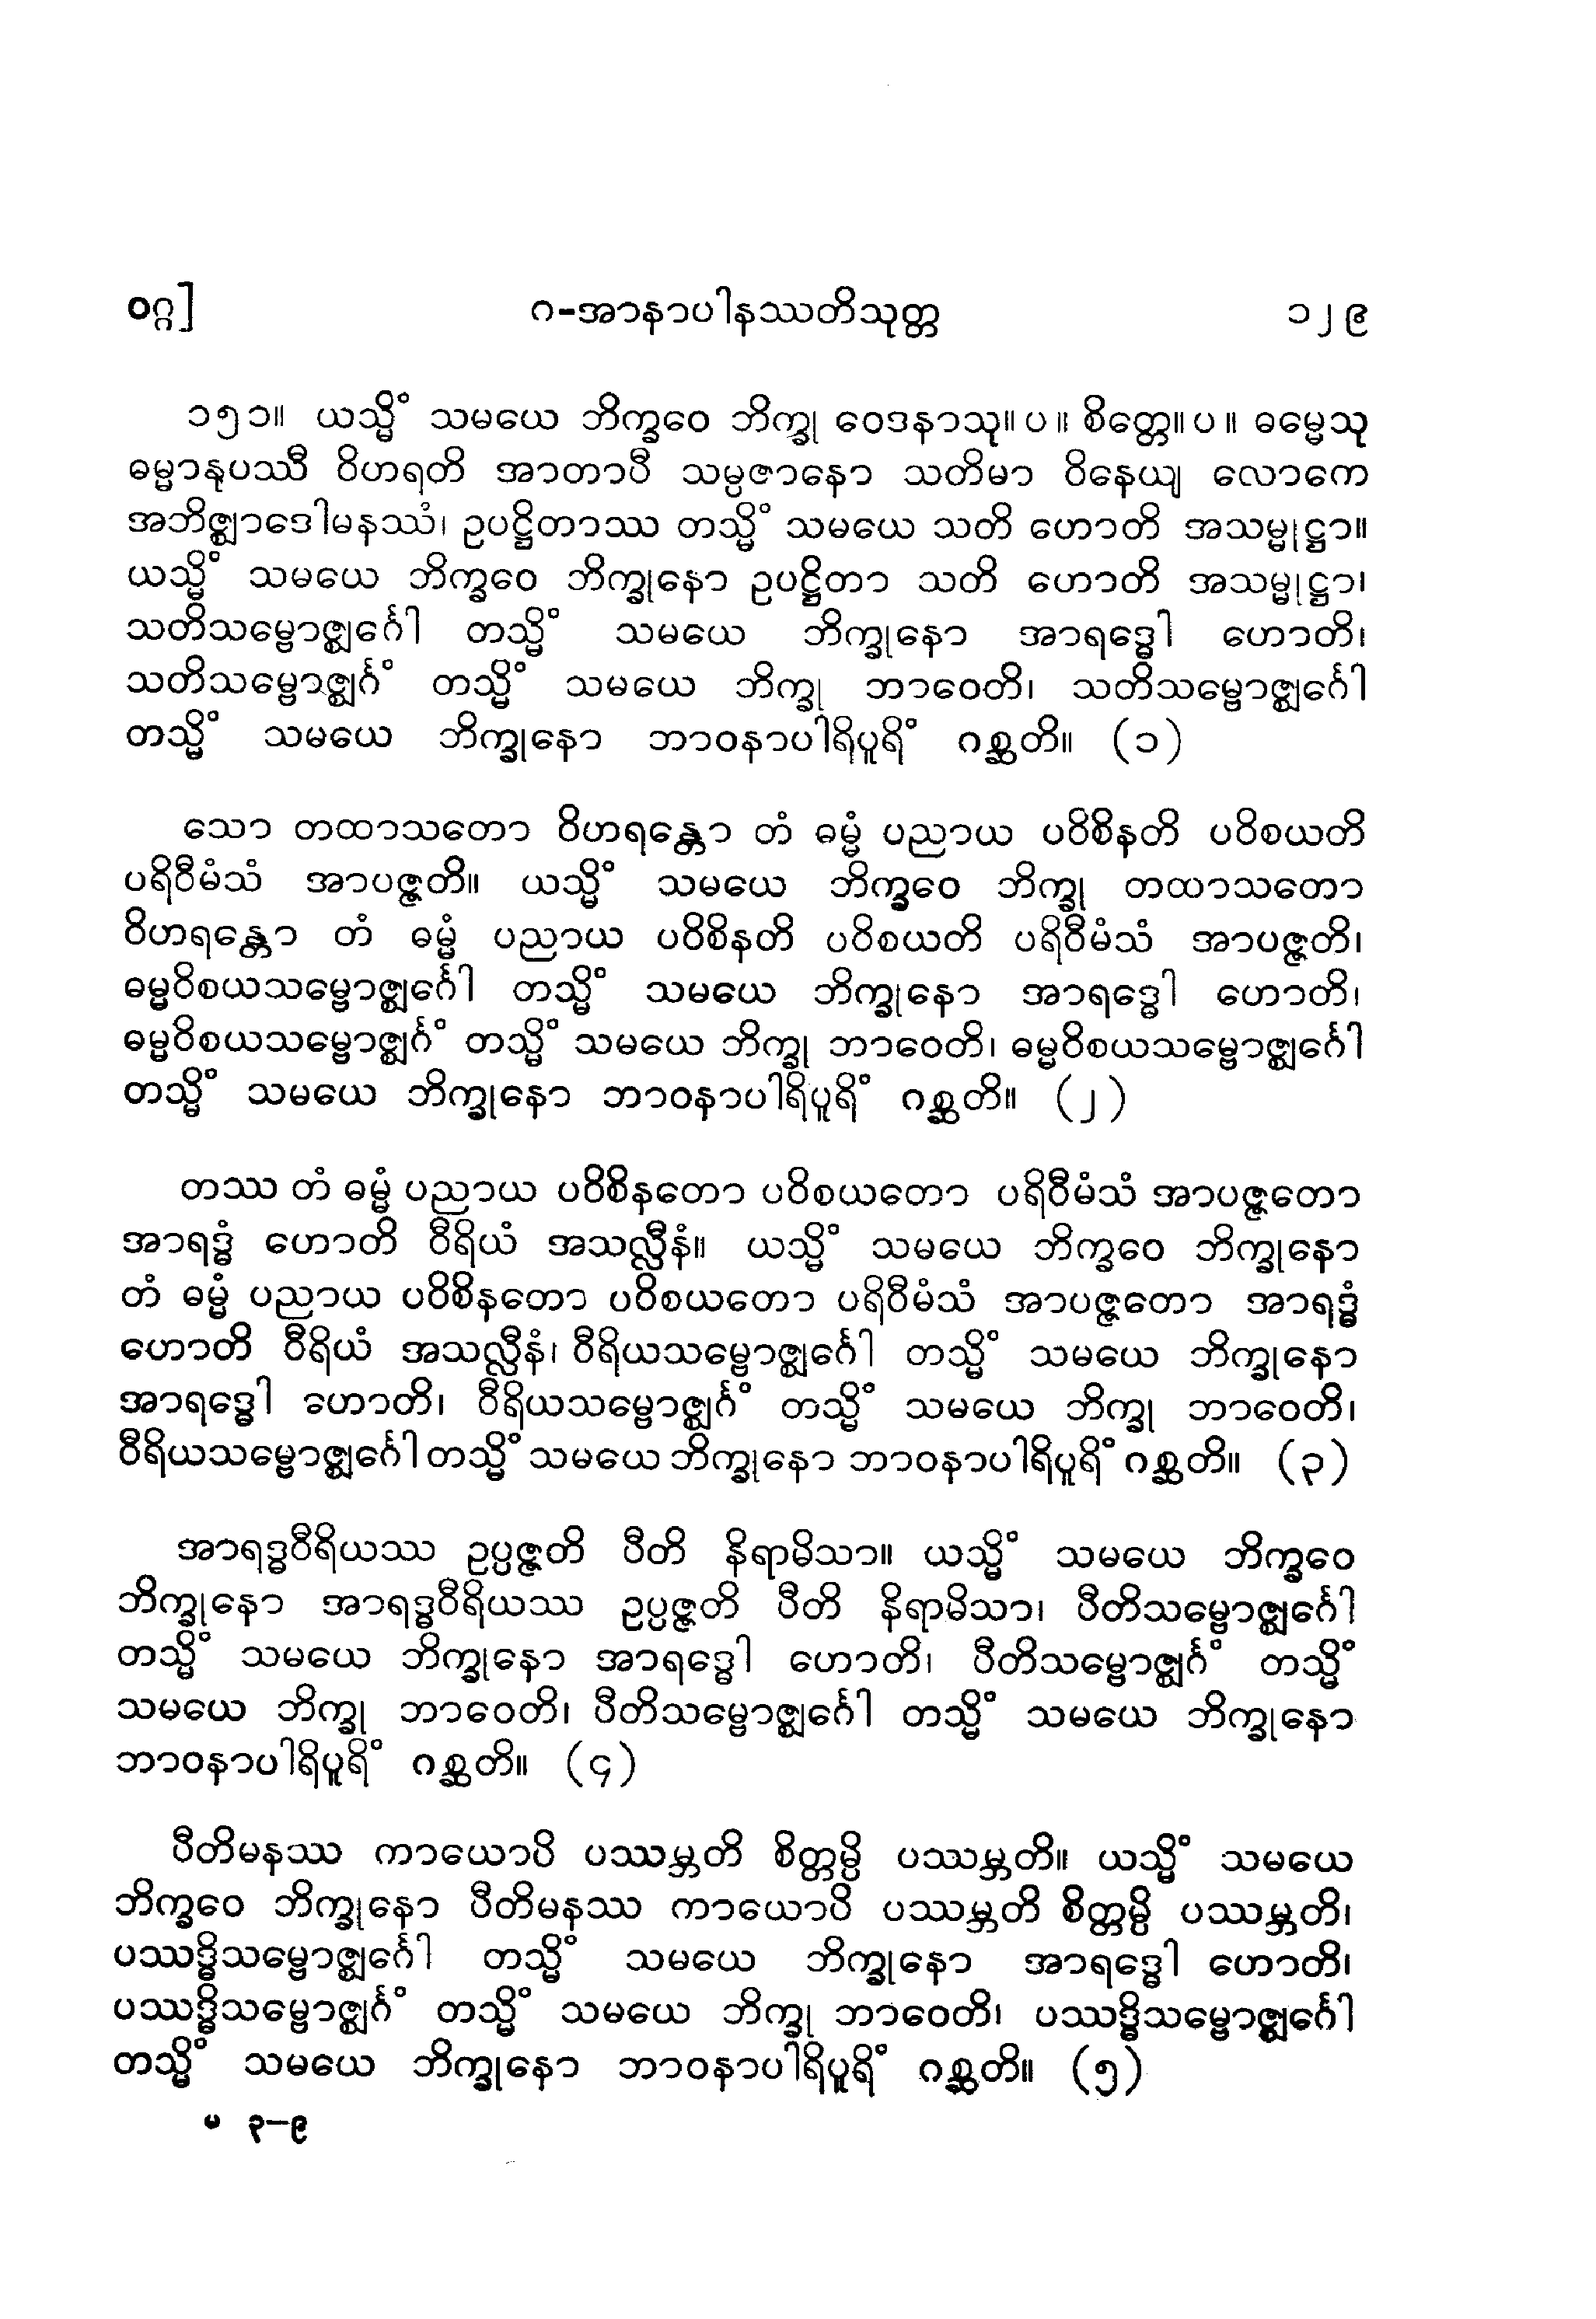 ဝဂ္ဂ] ဂ-အာနာပါနဿတိသုတ္တ ၁၂၉
၁၅၁။ ယသ္မိံ သမယေ ဘိက္ခဝေ ဘိက္ခု ဝေဒနာသု။ ပ ။ စိတ္တေ။ ပ ။ ဓမ္မေသု
ဓမ္မာနုပဿီ ဝိဟရတိ အာတာပီ သမ္ပဇာနော သတိမာ ဝိနေယျ လောကေ
အဘိဇ္ဈာဒေါမနဿံ၊ ဥပဋ္ဌိတာဿ တသ္မိံ သမယေ သတိ ဟောတိ အသမ္မုဋ္ဌာ။
ယသ္မိံ သမယေ ဘိက္ခဝေ ဘိက္ခုနော ဥပဋ္ဌိတာ သတိ ဟောတိ အသမ္မုဋ္ဌာ၊
သတိသမ္ဗောဇ္ဈင်္ဂေါ တသ္မိံ သမယေ ဘိက္ခုနော အာရဒ္ဓေါ ဟောတိ၊
သတိသမ္ဗောဇ္ဈင်္ဂံ တသ္မိံ သမယေ ဘိက္ခု ဘာဝေတိ၊ သတိသမ္ဗောဇ္ဈင်္ဂေါ
တသ္မိံ သမယေ ဘိက္ခုနော ဘာဝနာပါရိပူရိံ ဂစ္ဆတိ။ (၁)
သော တထာသတော ဝိဟရန္တော တံ ဓမ္မံ ပညာယ ပဝိစိနတိ ပဝိစယတိ
ပရိဝီမံသံ အာပဇ္ဇတိ။ ယသ္မိံ သမယေ ဘိက္ခဝေ ဘိက္ခု တထာသတော
ဝိဟရန္တော တံ ဓမ္မံ ပညာယ ပဝိစိနတိ ပဝိစယတိ ပရိဝီမံသံ အာပဇ္ဇတိ၊
ဓမ္မဝိစယသမ္ဗောဇ္ဈင်္ဂေါ တသ္မိံ သမယေ ဘိက္ခုနော အာရဒ္ဓေါ ဟောတိ၊
ဓမ္မဝိစယသမ္ဗောဇ္ဈင်္ဂံ တသ္မိံ သမယေ ဘိက္ခု ဘာဝေတိ၊ ဓမ္မဝိစယသမ္ဗောဇ္ဈင်္ဂေါ
တသ္မိံ သမယေ ဘိက္ခုနော ဘာဝနာပါရိပူရိံ ဂစ္ဆတိ။ (၂)
တဿ တံ ဓမ္မံ ပညာယ ပဝိစိနတော ပဝိစယတော ပရိဝီမံသံ အာပဇ္ဇတော
အာရဒ္ဓံ ဟောတိ ဝီရိယံ အသလ္လီနံ။ ယသ္မိံ သမယေ ဘိက္ခဝေ ဘိက္ခုနော
တံ ဓမ္မံ ပညာယ ပဝိစိနတော ပဝိစယတော ပရိဝီမံသံ အာပဇ္ဇတော အာရဒ္ဓံ
ဟောတိ ဝီရိယံ အသလ္လီနံ၊ ဝီရိယသမ္ဗောဇ္ဈင်္ဂေါ တသ္မိံ သမယေ ဘိက္ခုနော
အာရဒ္ဓေါ ဟောတိ၊ ဝီရိယသမ္ဗောဇ္ဈင်္ဂံ တသ္မိံ သမယေ ဘိက္ခု ဘာဝေတိ၊
ဝီရိယသမ္ဗောဇ္ဈင်္ဂေါ တသ္မိံ သမယေ ဘိက္ခုနော ဘာဝနာပါရိပူရိံ ဂစ္ဆတိ။ (၃)
အာရဒ္ဓဝီရိယဿ ဥပ္ပဇ္ဇတိ ပီတိ နိရာမိသာ။ ယသ္မိံ သမယေ ဘိက္ခဝေ
ဘိက္ခုနော အာရဒ္ဓဝီရိယဿ ဥပ္ပဇ္ဇတိ ပီတိ နိရာမိသာ၊ ပီတိသမ္ဗောဇ္ဈင်္ဂေါ
တသ္မိံ သမယေ ဘိက္ခုနော အာရဒ္ဓေါ ဟောတိ၊ ပီတိသမ္ဗောဇ္ဈင်္ဂံ တသ္မိံ
သမယေ ဘိက္ခု ဘာဝေတိ၊ ပီတိသမ္ဗောဇ္ဈင်္ဂေါ တသ္မိံ သမယေ ဘိက္ခုနော
ဘာဝနာပါရိပူရိံ ဂစ္ဆတိ။ (၄)
ပီတိမနဿ ကာယောပိ ပဿမ္ဘတိ စိတ္တမ္ပိ ပဿမ္ဘတိ။ ယသ္မိံ သမယေ
ဘိက္ခဝေ ဘိက္ခုနော ပီတိမနဿ ကာယောပိ ပဿမ္ဘတိ စိတ္တမ္ပိ ပဿမ္ဘတိ၊
ပဿဒ္ဓိသမ္ဗောဇ္ဈင်္ဂေါ တသ္မိံ သမယေ ဘိက္ခုနော အာရဒ္ဓေါ ဟောတိ၊
ပဿဒ္ဓိသမ္ဗောဇ္ဈင်္ဂံ တသ္မိံ သမယေ ဘိက္ခု ဘာဝေတိ၊ ပဿဒ္ဓိသမ္ဗောဇ္ဈင်္ဂေါ
တသ္မိံ သမယေ ဘိက္ခုနော ဘာဝနာပါရိပူရိံ ဂစ္ဆတိ။ (၅)
မ ၃–၉